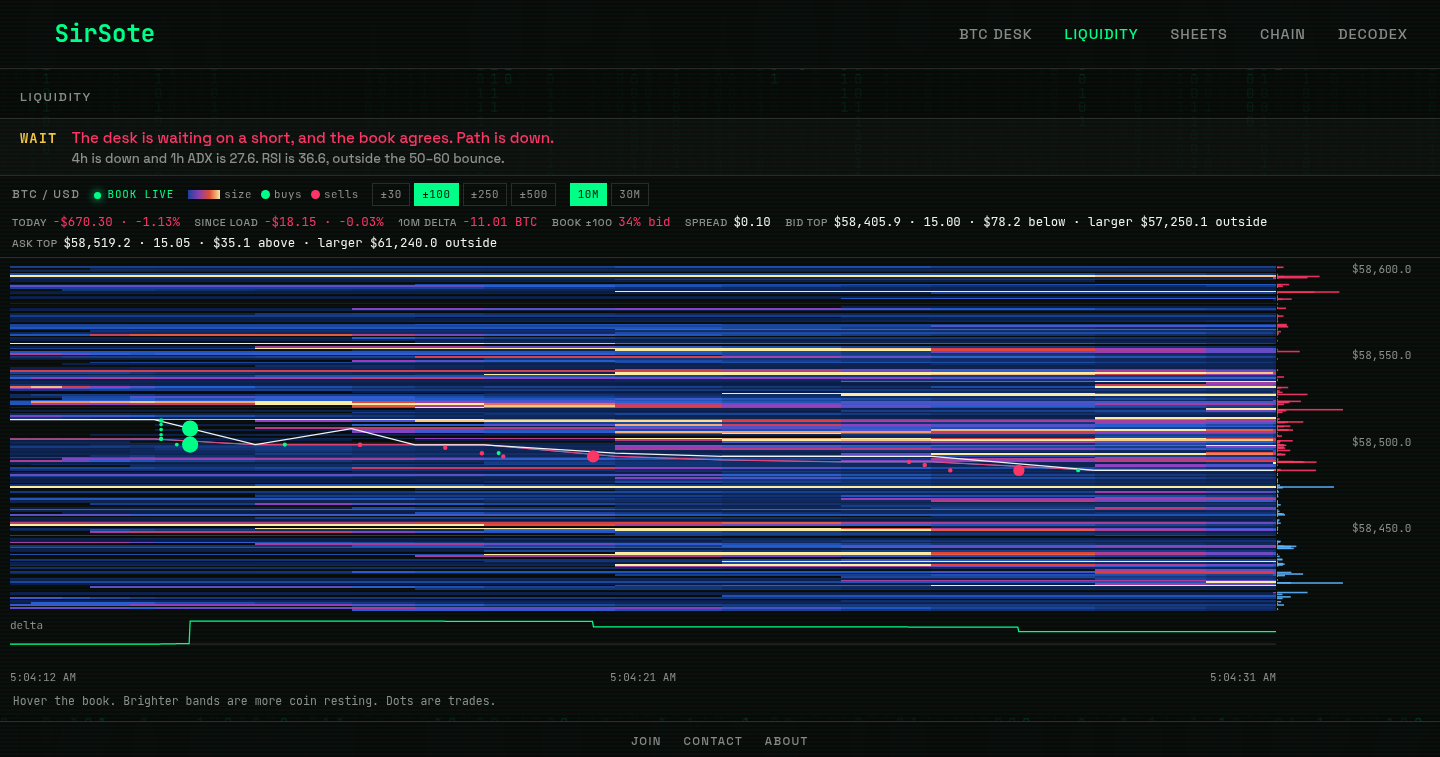 SirSote
BTC DESK LIQUIDITY SHEETS CHAIN DECODEX
LIQUIDITY
WAIT The desk is waiting on a short, and the book agrees. Path is down.
4h is down and 1h ADX is 27.6. RSI is 36.6, outside the 50–60 bounce.
BTC / USD BOOK LIVE size buys sells ±30 ±100 ±250 ±500 10M 30M
TODAY -$670.30 · -1.13% SINCE LOAD -$18.15 · -0.03% 10M DELTA -11.01 BTC BOOK ±100 34% bid SPREAD $0.10 BID TOP $58,405.9 · 15.00 · $78.2 below · larger $57,250.1 outside
ASK TOP $58,519.2 · 15.05 · $35.1 above · larger $61,240.0 outside
$58,600.0
$58,550.0
$58,500.0
$58,450.0
delta
5:04:12 AM 5:04:21 AM 5:04:31 AM
Hover the book. Brighter bands are more coin resting. Dots are trades.
JOIN CONTACT ABOUT